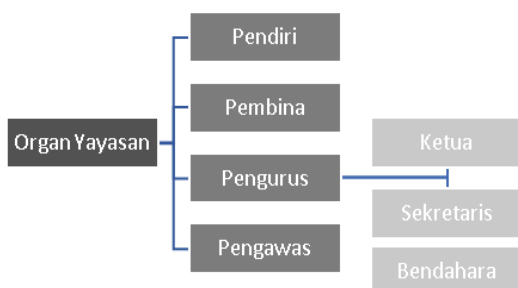 Pendiri
Pembina
Organ Yayasan
Ketua
Pengurus
Sekretaris
Pengawas
Bendahara